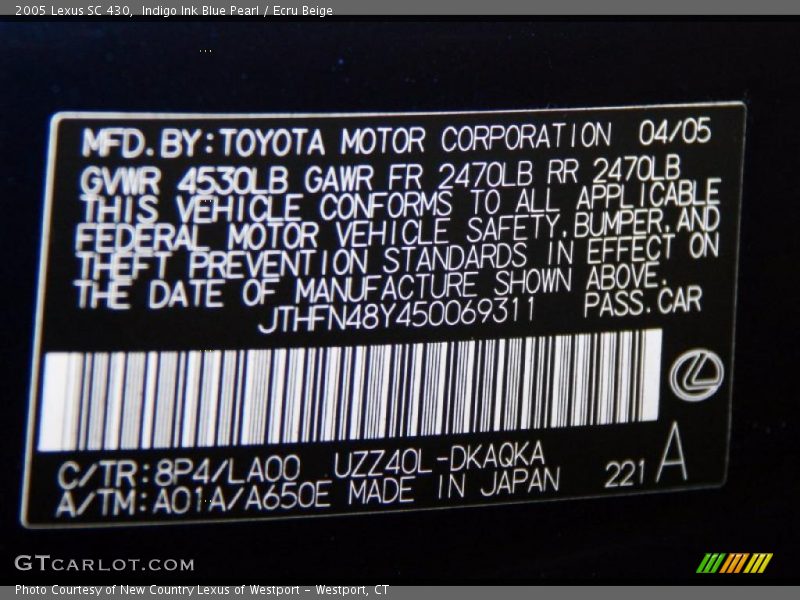 2005 Lexus SC 430, Indigo Ink Blue Pearl / Ecru Beige
MFD.BY:TOYOTA MOTOR CORPORATION 04/05
GVWR 4530LB GAWR FR 2470LB RR 2470LB
THIS VEHICLE CONFORMS TO ALL APPLICABLE
FEDERAL MOTOR VEHICLE SAFETY,BUMPER,AND
THEFT PREVENTION STANDARDS IN EFFECT ON
THE DATE OF MANUFACTURE SHOWN ABOVE.
JTHFN48Y450069311 PASS.CAR
C/TR:8P4/LA00 UZZ40L-DKAQKA
A/TM:A01A/A650E MADE IN JAPAN 221 A
GTCARLOT.COM
Photo Courtesy of New Country Lexus of Westport - Westport, CT